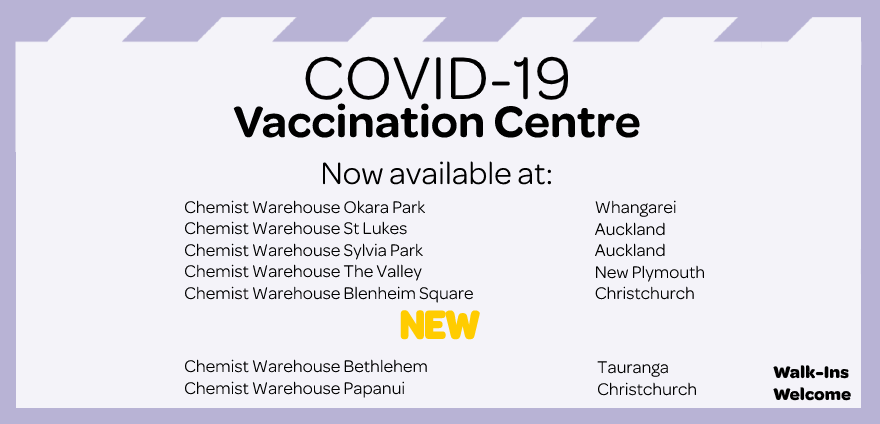 COVID-19
Vaccination Centre
Now available at:
Chemist Warehouse Okara Park Whangarei
Chemist Warehouse St Lukes Auckland
Chemist Warehouse Sylvia Park Auckland
Chemist Warehouse The Valley New Plymouth
Chemist Warehouse Blenheim Square Christchurch
NEW
Chemist Warehouse Bethlehem Tauranga
Chemist Warehouse Papanui Christchurch
Walk-Ins
Welcome